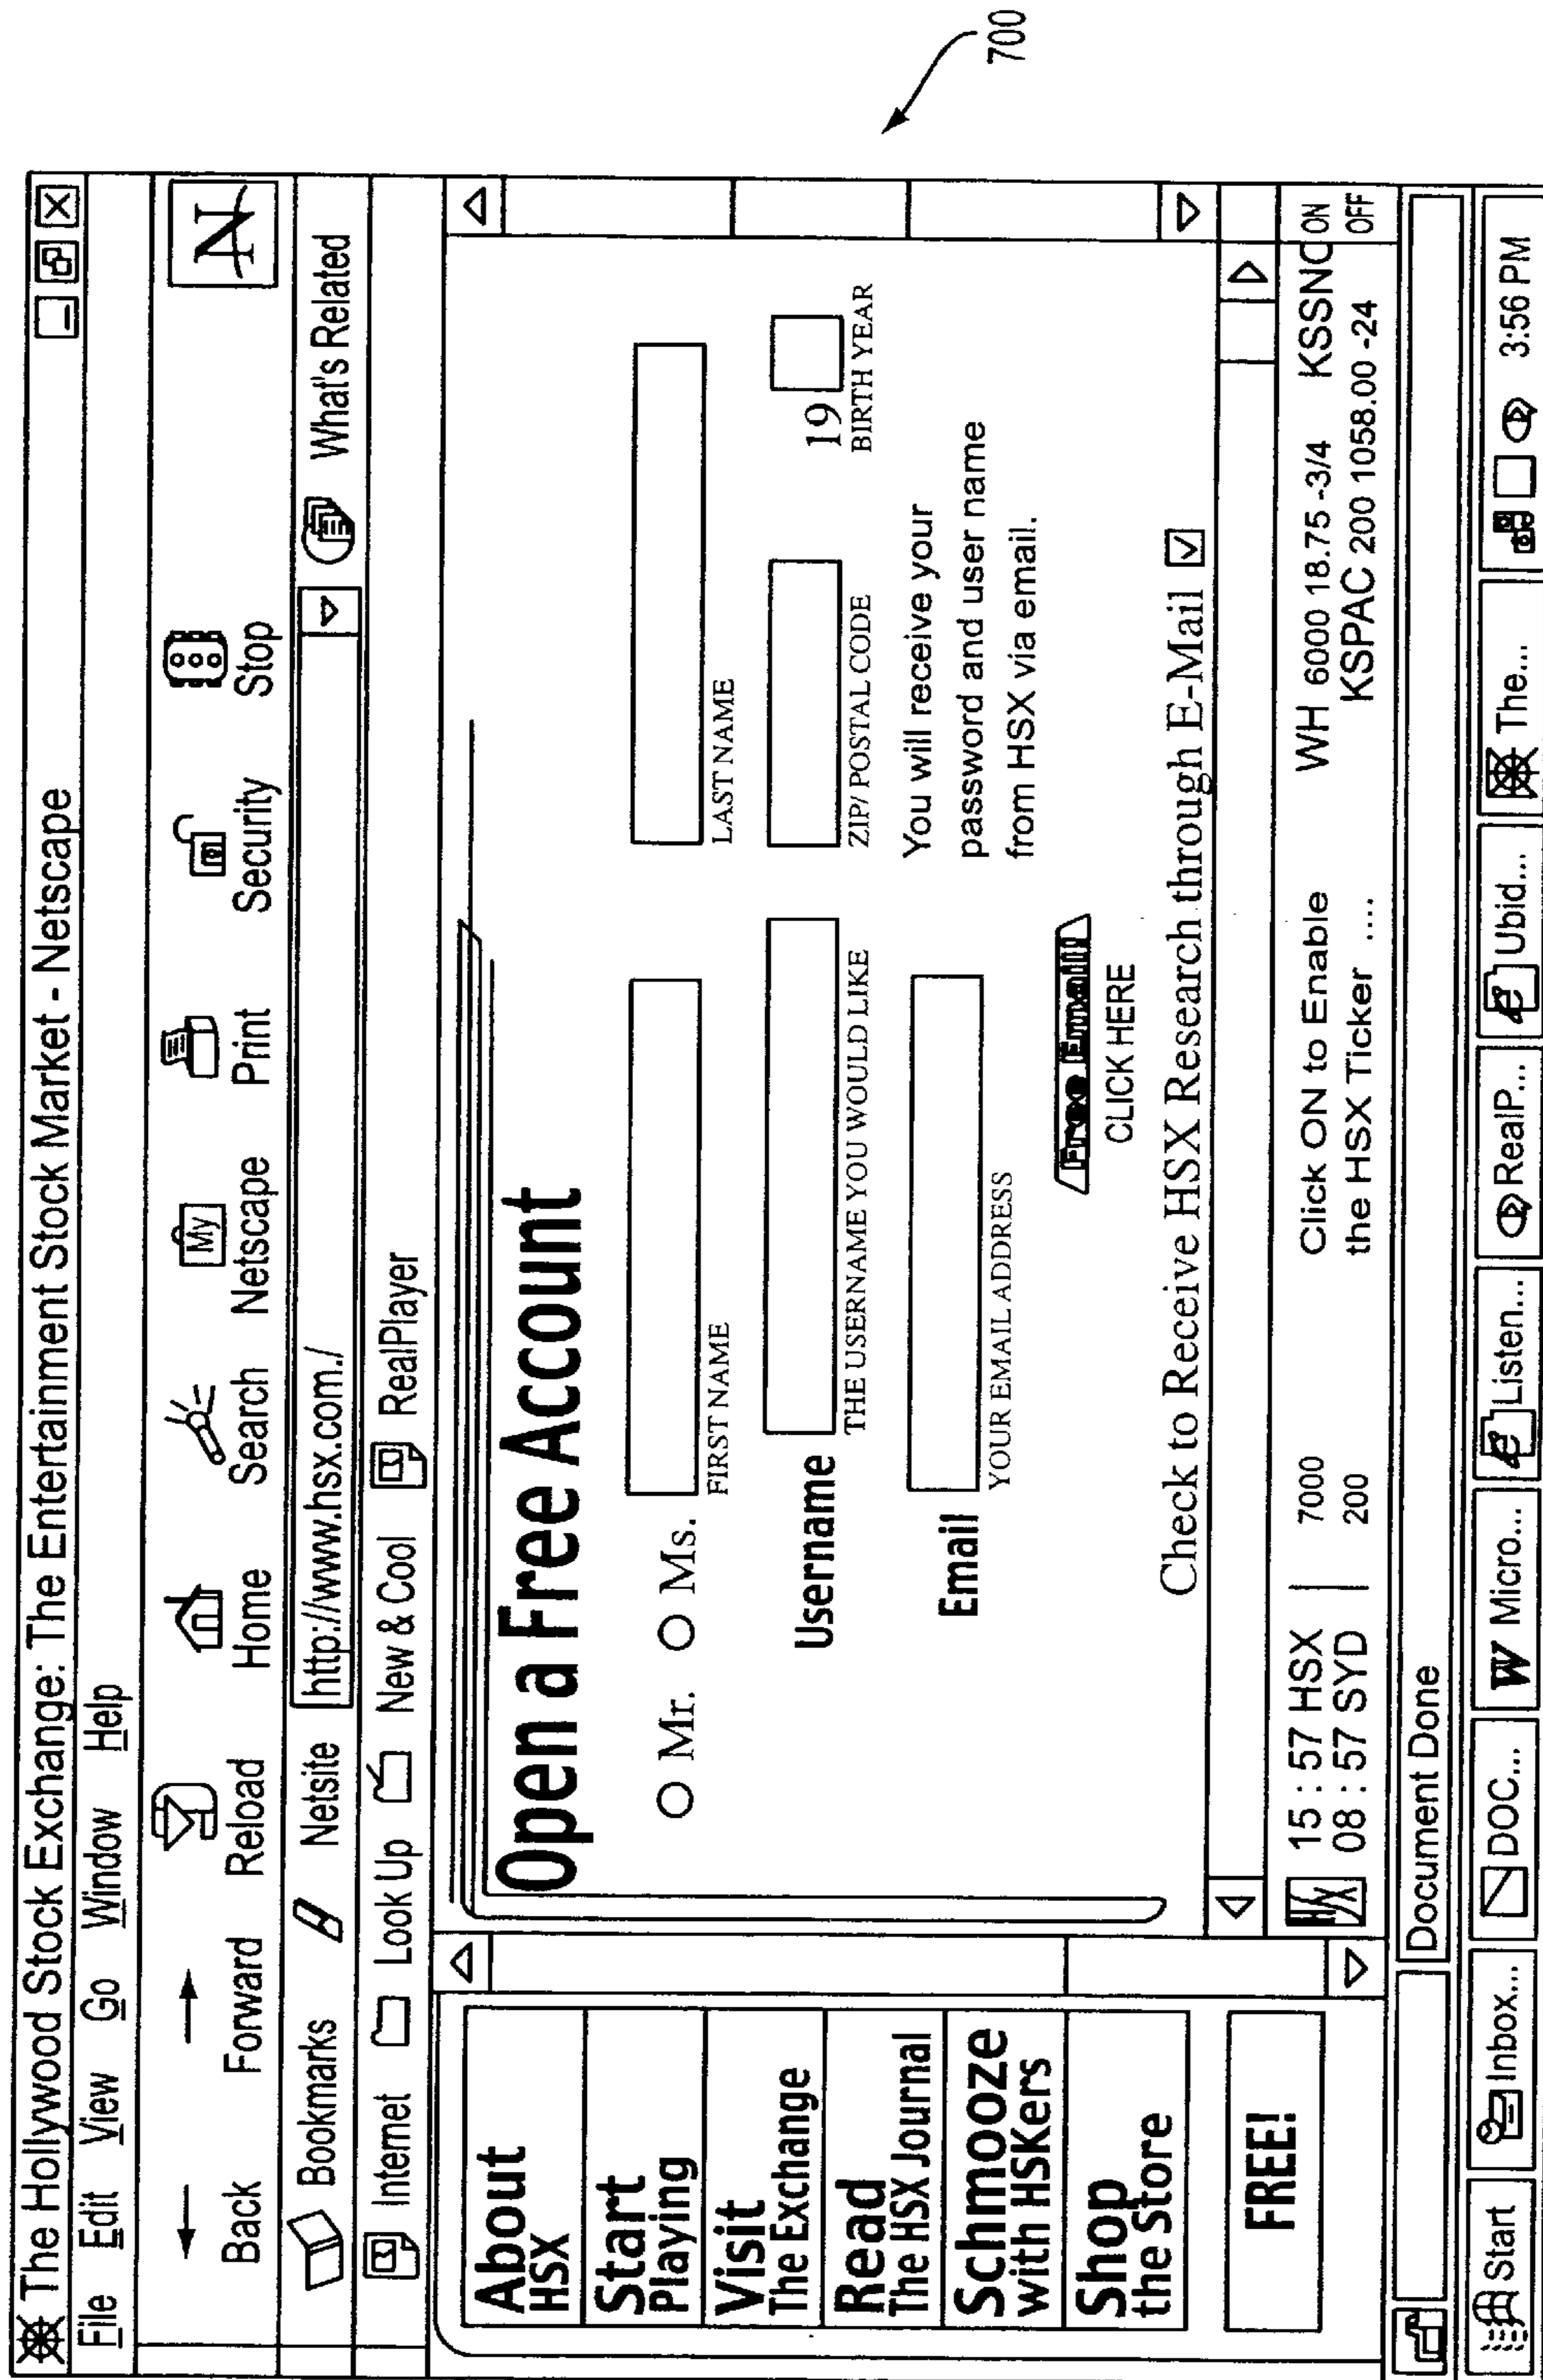 The Hollywood Stock Exchange: The Entertainment Stock Market - Netscape
File Edit View Go Window Help
Back Forward Reload Home Search Netscape Print Security Stop
My
N
Bookmarks Netsite http://www.hsx.com./ What's Related
Internet Look Up New & Cool RealPlayer
About
HSX
Start
Playing
Visit
The Exchange
Read
The HSX Journal
Schmooze
with HSKers
Shop
the Store
FREE!
Open a Free Account
Mr. Ms.
FIRST NAME
LAST NAME
Username
THE USERNAME YOU WOULD LIKE
ZIP/ POSTAL CODE
19
BIRTH YEAR
Email
YOUR EMAIL ADDRESS
You will receive your
password and user name
from HSX via email.
Free Email!
CLICK HERE
Check to Receive HSX Research through E-Mail
15 : 57 HSX | 7000 Click ON to Enable WH 6000 18.75 -3/4 KSSNO ON
08 : 57 SYD | 200 the HSX Ticker .... KSPAC 200 1058.00 -24 OFF
Document Done
Start Inbox... DOC... W Micro... Listen... RealP... Ubid... The... 3:56 PM
700